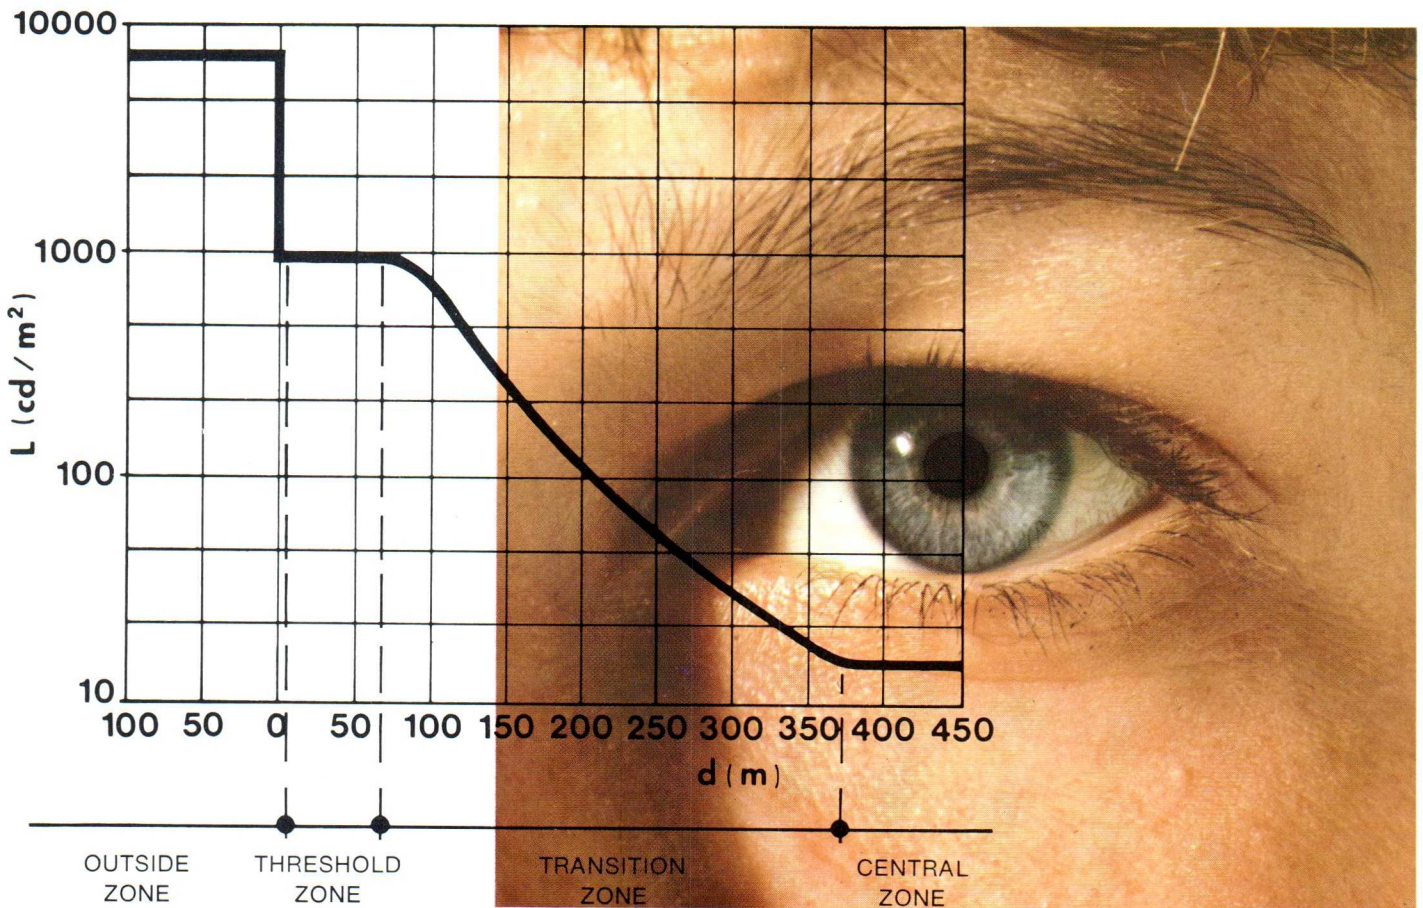 10000
1000
100
10
L (cd/m²)
100 50 0 50 100 150 200 250 300 350 400 450
d (m)
OUTSIDE ZONE
THRESHOLD ZONE
TRANSITION ZONE
CENTRAL ZONE